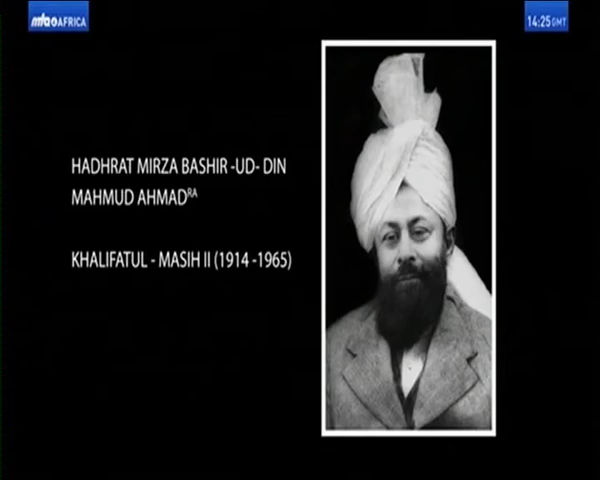 mta AFRICA
14:25 GMT
HADHRAT MIRZA BASHIR -UD- DIN
MAHMUD AHMADRA
KHALIFATUL - MASIH II (1914 -1965)